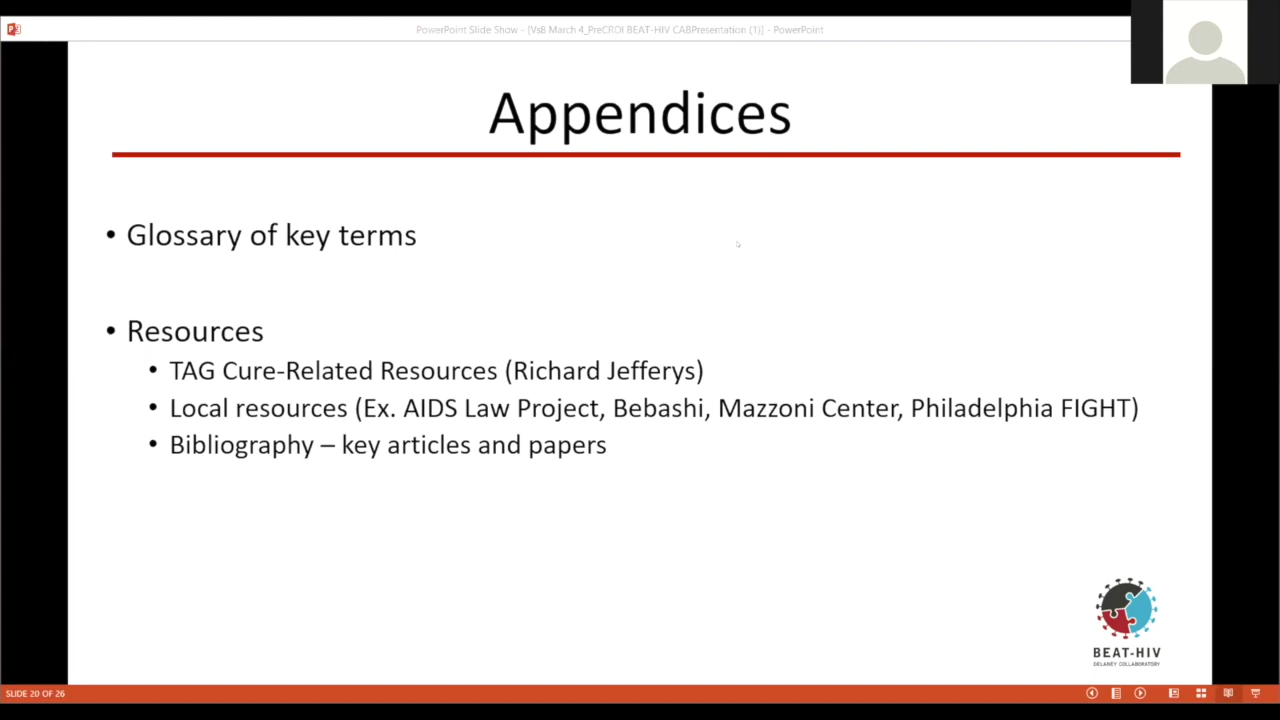 PowerPoint Slide Show - [Vs8 March 4_PreCROI BEAT-HIV CABPresentation (1)] - PowerPoint
Appendices
• Glossary of key terms
• Resources
• TAG Cure-Related Resources (Richard Jefferys)
• Local resources (Ex. AIDS Law Project, Bebashi, Mazzoni Center, Philadelphia FIGHT)
• Bibliography – key articles and papers
BEAT-HIV
DELANEY COLLABORATORY
SLIDE 20 OF 26